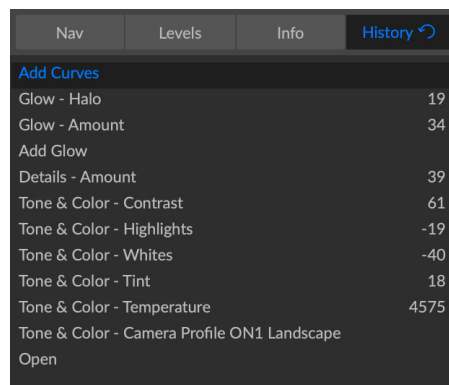 Nav Levels Info History
Add Curves
Glow - Halo 19
Glow - Amount 34
Add Glow
Details - Amount 39
Tone & Color - Contrast 61
Tone & Color - Highlights -19
Tone & Color - Whites -40
Tone & Color - Tint 18
Tone & Color - Temperature 4575
Tone & Color - Camera Profile ON1 Landscape
Open